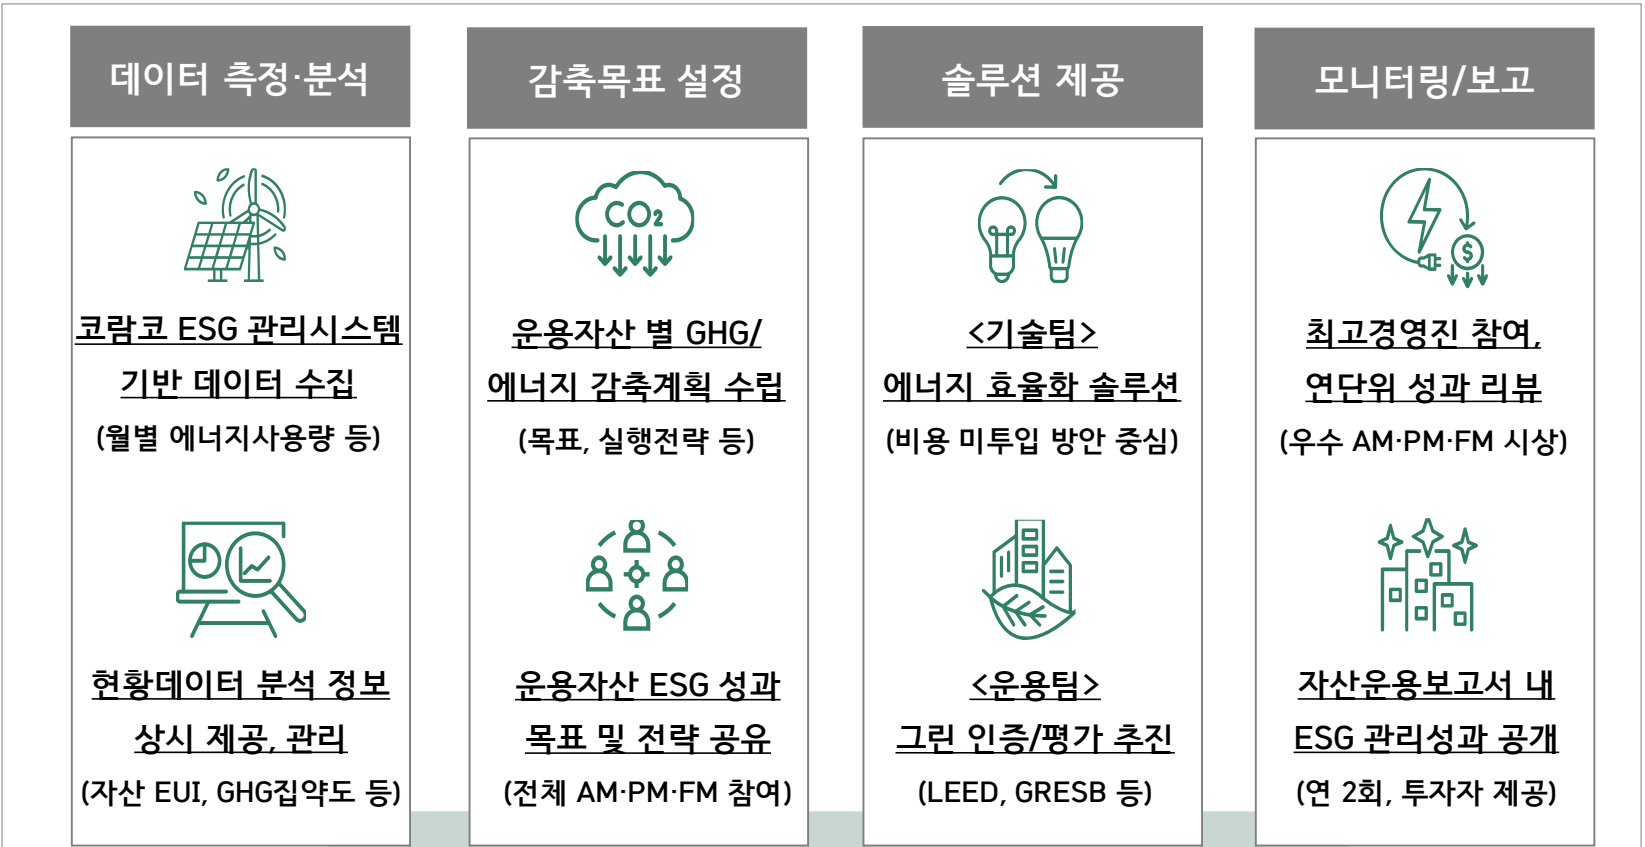 데이터 측정·분석
코람코 ESG 관리시스템
기반 데이터 수집
(월별 에너지사용량 등)
현황데이터 분석 정보
상시 제공, 관리
(자산 EUI, GHG집약도 등)
감축목표 설정
CO2
운용자산 별 GHG/
에너지 감축계획 수립
(목표, 실행전략 등)
운용자산 ESG 성과
목표 및 전략 공유
(전체 AM·PM·FM 참여)
솔루션 제공
<기술팀>
에너지 효율화 솔루션
(비용 미투입 방안 중심)
<운용팀>
그린 인증/평가 추진
(LEED, GRESB 등)
모니터링/보고
$
최고경영진 참여,
연단위 성과 리뷰
(우수 AM·PM·FM 시상)
자산운용보고서 내
ESG 관리성과 공개
(연 2회, 투자자 제공)